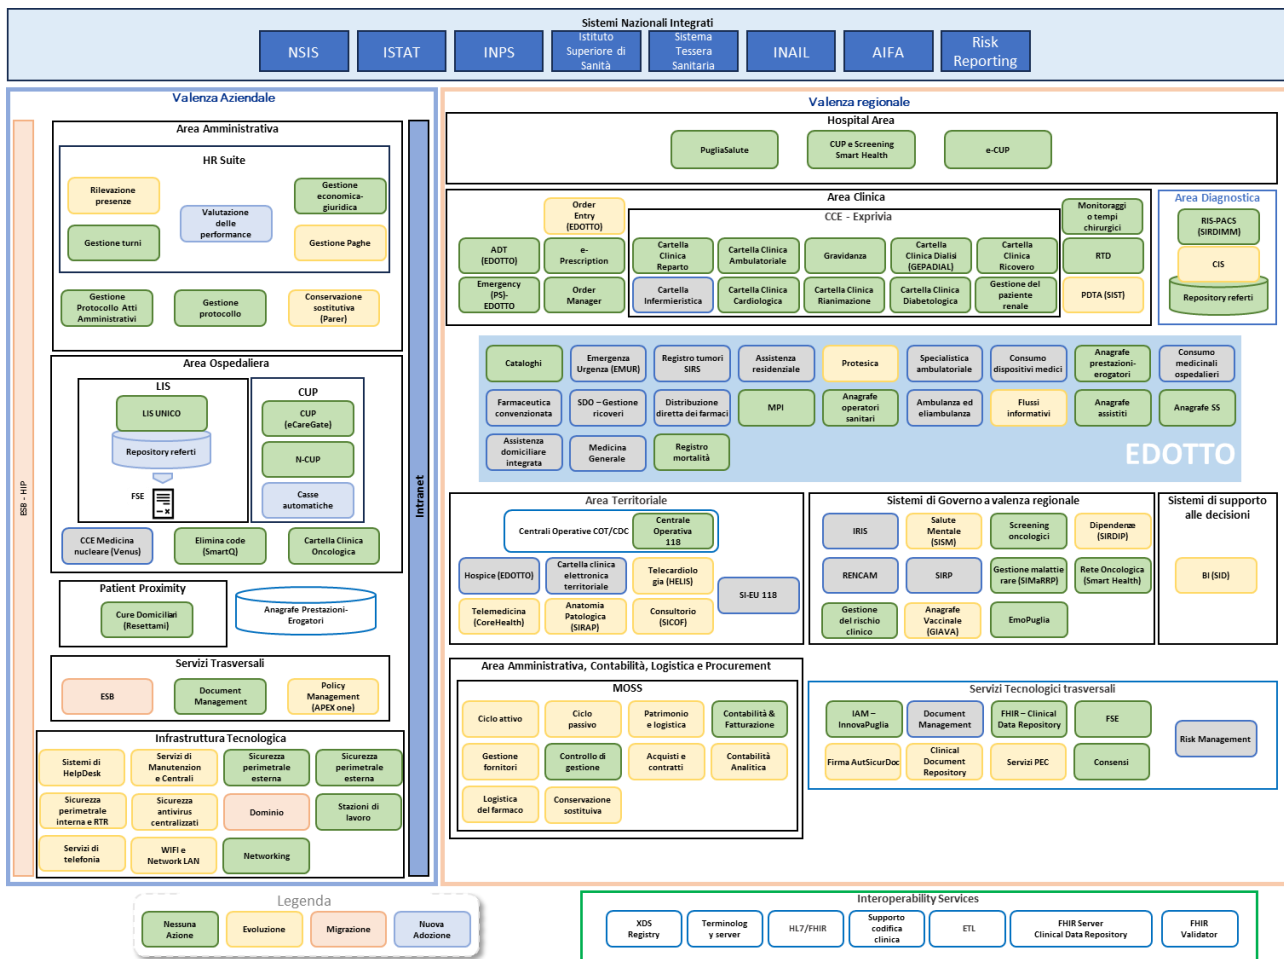 Sistemi Nazionali Integrati
NSIS
ISTAT
INPS
Istituto
Superiore di
Sanità
Sistema
Tessera
Sanitaria
INAIL
AIFA
Risk
Reporting
Valenza Aziendale
ESB - HIP
Intranet
Area Amministrativa
HR Suite
Rilevazione
presenze
Valutazione
delle
performance
Gestione
economica-
giuridica
Gestione turni
Gestione Paghe
Gestione
Protocollo Atti
Amministrativi
Gestione
protocollo
Conservazione
sostitutiva
(Parer)
Area Ospedaliera
LIS
LIS UNICO
Repository referti
FSE
CUP
CUP
(eCareGate)
N-CUP
Casse
automatiche
CCE Medicina
nucleare (Venus)
Elimina code
(SmartQ)
Cartella Clinica
Oncologica
Patient Proximity
Cure Domiciliari
(Resettami)
Anagrafe Prestazioni-
Erogatori
Servizi Trasversali
ESB
Document
Management
Policy
Management
(APEX one)
Infrastruttura Tecnologica
Sistemi di
HelpDesk
Servizi di
Manutenzion
e Centrali
Sicurezza
perimetrale
esterna
Sicurezza
perimetrale
esterna
Sicurezza
perimetrale
interna e RTR
Sicurezza
antivirus
centralizzati
Dominio
Stazioni di
lavoro
Servizi di
telefonia
WIFI e
Network LAN
Networking
Valenza regionale
Hospital Area
PugliaSalute
CUP e Screening
Smart Health
e-CUP
Area Clinica
Order
Entry
(EDOTTO)
ADT
(EDOTTO)
e-
Prescription
Emergency
(PS)-
EDOTTO
Order
Manager
CCE - Exprivia
Cartella
Clinica
Reparto
Cartella Clinica
Ambulatoriale
Gravidanza
Cartella
Clinica Dialisi
(GEPADIAL)
Cartella
Clinica
Ricovero
Cartella
Infermieristica
Cartella Clinica
Cardiologica
Cartella Clinica
Rianimazione
Cartella Clinica
Diabetologica
Gestione del
paziente
renale
Monitoraggi
o tempi
chirurgici
RTD
PDTA (SIST)
Area Diagnostica
RIS-PACS
(SIRDIMM)
CIS
Repository referti
Cataloghi
Emergenza
Urgenza (EMUR)
Registro tumori
SIRS
Assistenza
residenziale
Protesica
Specialistica
ambulatoriale
Consumo
dispositivi medici
Anagrafe
prestazioni-
erogatori
Consumo
medicinali
ospedalieri
Farmaceutica
convenzionata
SDO – Gestione
ricoveri
Distribuzione
diretta dei farmaci
MPI
Anagrafe
operatori
sanitari
Ambulanza ed
eliambulanza
Flussi
informativi
Anagrafe
assistiti
Anagrafe SS
Assistenza
domiciliare
integrata
Medicina
Generale
Registro
mortalità
EDOTTO
Area Territoriale
Centrali Operative COT/CDC
Centrale
Operativa
118
Hospice (EDOTTO)
Cartella clinica
elettronica
territoriale
Telecardiolo
gia (HELIS)
SI-EU 118
Telemedicina
(CoreHealth)
Anatomia
Patologica
(SIRAP)
Consultorio
(SICOF)
Sistemi di Governo a valenza regionale
IRIS
Salute
Mentale
(SISM)
Screening
oncologici
Dipendenze
(SIRDIP)
RENCAM
SIRP
Gestione malattie
rare (SIMaRRP)
Rete Oncologica
(Smart Health)
Gestione
del rischio
clinico
Anagrafe
Vaccinale
(GIAVA)
EmoPuglia
Sistemi di supporto
alle decisioni
BI (SID)
Area Amministrativa, Contabilità, Logistica e Procurement
MOSS
Ciclo attivo
Ciclo
passivo
Patrimonio
e logistica
Contabilità &
Fatturazione
Gestione
fornitori
Controllo di
gestione
Acquisti e
contratti
Contabilità
Analitica
Logistica
del farmaco
Conservazione
sostituiva
Servizi Tecnologici trasversali
IAM –
InnovaPuglia
Document
Management
FHIR – Clinical
Data Repository
FSE
Risk Management
Firma AutSicurDoc
Clinical
Document
Repository
Servizi PEC
Consensi
Legenda
Nessuna
Azione
Evoluzione
Migrazione
Nuova
Adozione
Interoperability Services
XDS
Registry
Terminolog
y server
HL7/FHIR
Supporto
codifica
clinica
ETL
FHIR Server
Clinical Data Repository
FHIR
Validator